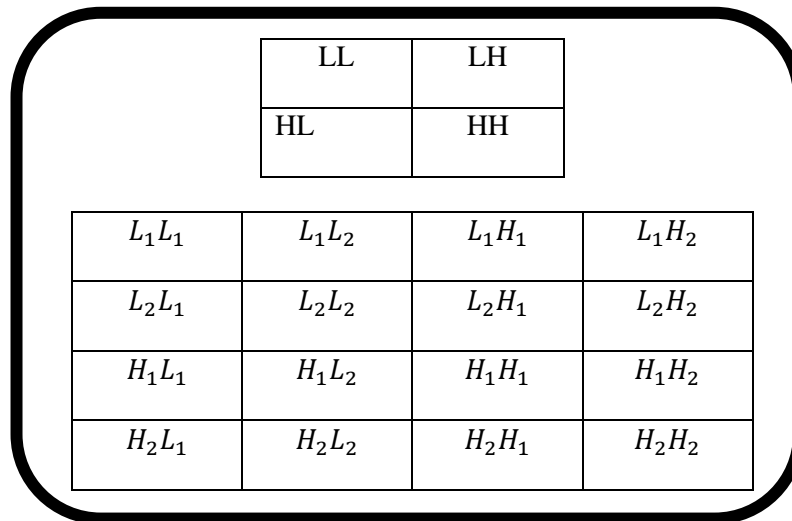 LL LH
HL HH
L₁L₁ L₁L₂ L₁H₁ L₁H₂
L₂L₁ L₂L₂ L₂H₁ L₂H₂
H₁L₁ H₁L₂ H₁H₁ H₁H₂
H₂L₁ H₂L₂ H₂H₁ H₂H₂